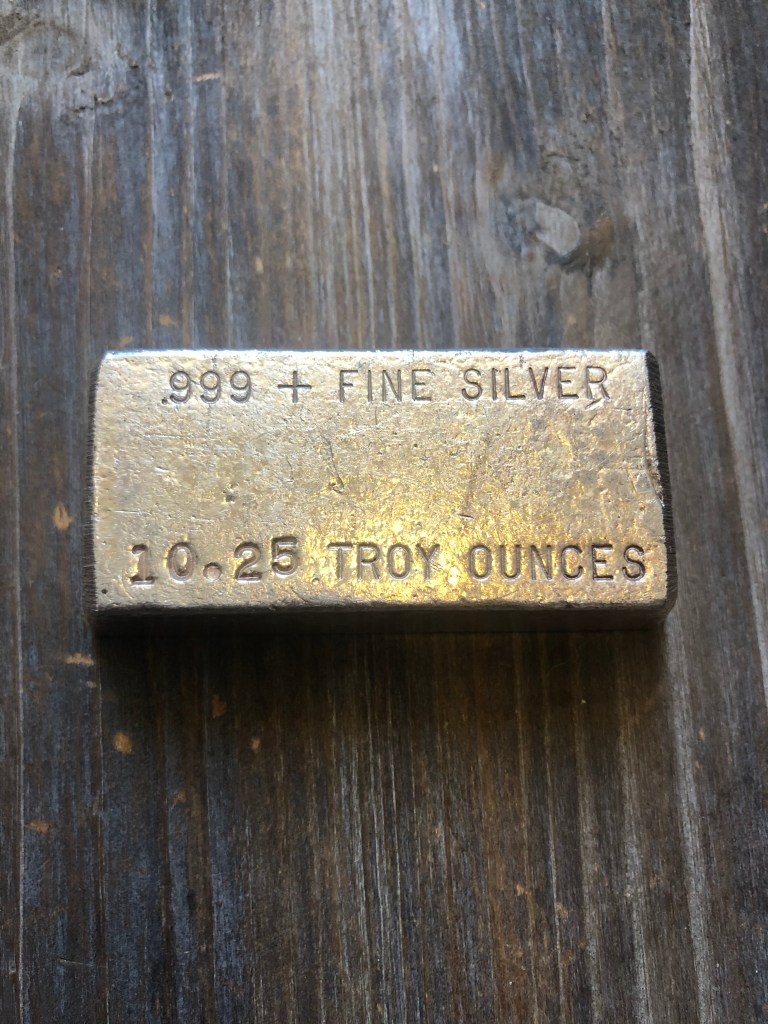 .999 + FINE SILVER
10.25 TROY OUNCES